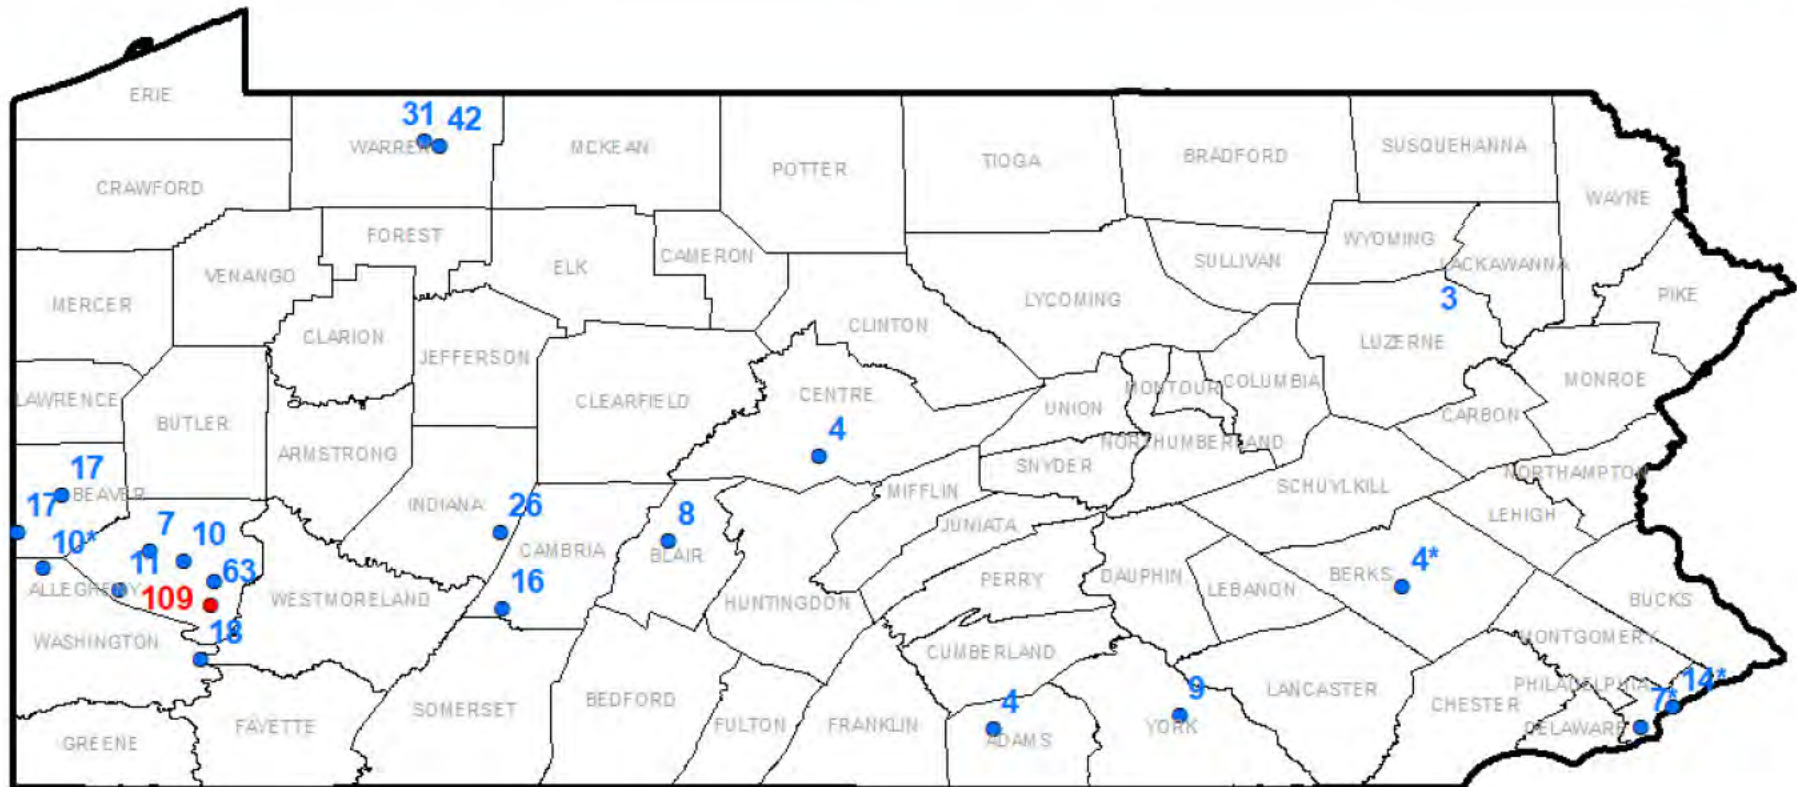 ERIE
31 42
WARREN
MCKEAN
POTTER
TIOGA
BRADFORD
SUSQUEHANNA
CRAWFORD
WAYNE
FOREST
VENANGO
ELK
CAMERON
SULLIVAN
WYOMING
LACKAWANNA
MERCER
LYCOMING
3
PIKE
CLARION
CLINTON
JEFFERSON
LUZERNE
LAWRENCE
CLEARFIELD
CENTRE
UNION
MONTOUR
COLUMBIA
MONROE
BUTLER
4
CARBON
ARMSTRONG
NORTHUMBERLAND
SNYDER
17
BEAVER
MIFFLIN
SCHUYLKILL
NORTHAMPTON
17
INDIANA
26
8
JUNIATA
LEHIGH
10*
7
10
CAMBRIA
BLAIR
11
63
4*
ALLEGHENY
109
WESTMORELAND
16
HUNTINGDON
PERRY
DAUPHIN
LEBANON
BERKS
BUCKS
18
WASHINGTON
CUMBERLAND
MONTGOMERY
SOMERSET
BEDFORD
9
LANCASTER
PHILADELPHIA
14*
4
7*
GREENE
FAYETTE
FULTON
FRANKLIN
ADAMS
YORK
CHESTER
DELAWARE